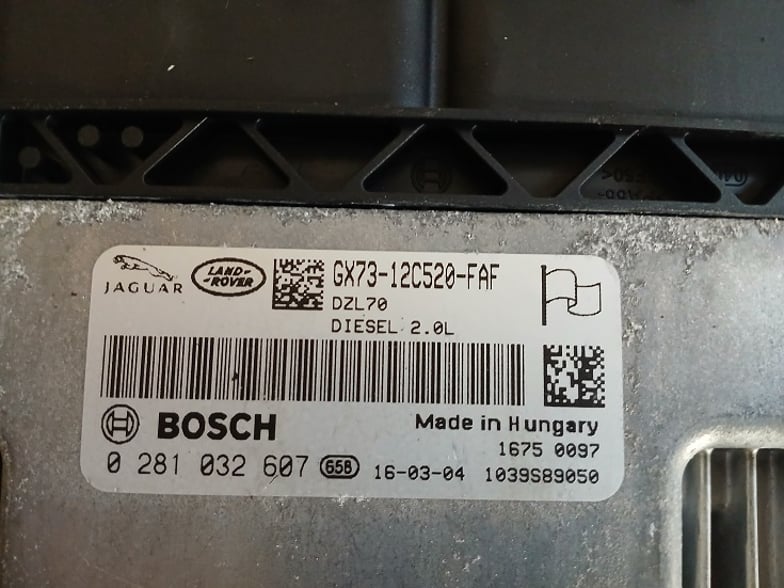 JAGUAR
LAND-
ROVER
GX73-12C520-FAF
DZL70
DIESEL 2.0L
BOSCH
Made in Hungary
1675 0097
0 281 032 607 65B 16-03-04 1039S89050